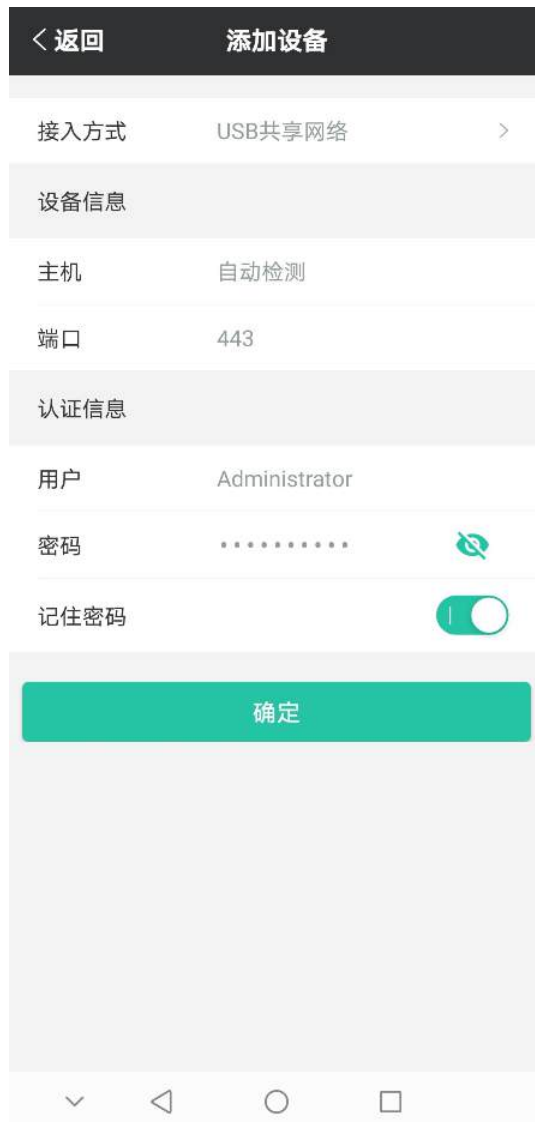 返回 添加设备
接入方式 USB共享网络
设备信息
主机 自动检测
端口 443
认证信息
用户 Administrator
密码 ••••••••••
记住密码
确定